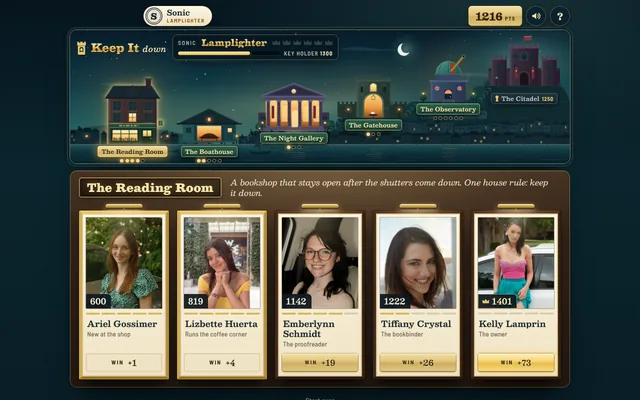 S
Sonic
LAMPLIGHTER
1216 PTS
?
Keep It down
SONIC Lamplighter
KEY HOLDER 1300
The Citadel 1250
The Observatory
The Gatehouse
The Night Gallery
The Reading Room
The Boathouse
The Reading Room
A bookshop that stays open after the shutters come down. One house rule: keep
it down.
600
819
1142
1222
1401
Ariel Gossimer
New at the shop
WIN +1
Lizbette Huerta
Runs the coffee corner
WIN +4
Emberlynn
Schmidt
The proofreader
WIN +19
Tiffany Crystal
The bookbinder
WIN +26
Kelly Lamprin
The owner
WIN +73